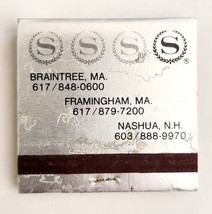 S S S S ®
BRAINTREE, MA.
617/848-0600
FRAMINGHAM, MA.
617/879-7200
NASHUA, N.H.
603/888-9970